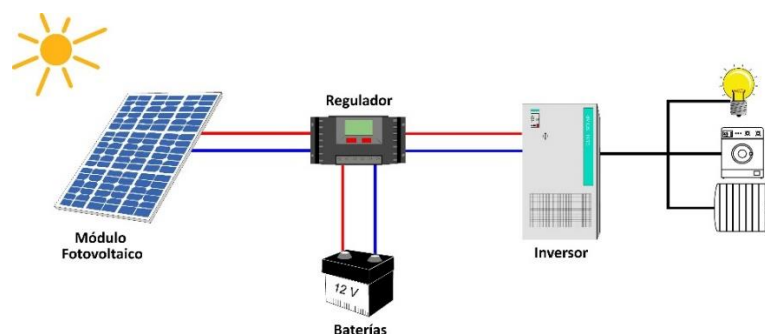 Regulador
Módulo
Fotovoltaico
Inversor
12 V
Baterías